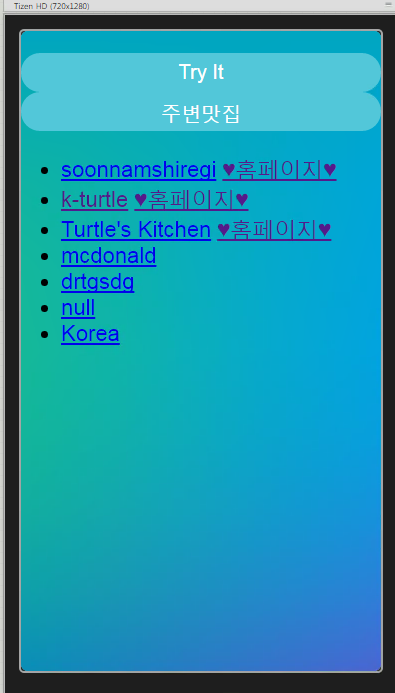 Tizen HD (720x1280)
Try It
주변맛집
soonnamshiregi ♥홈페이지♥
k-turtle ♥홈페이지♥
Turtle's Kitchen ♥홈페이지♥
mcdonald
drtgsdg
null
Korea